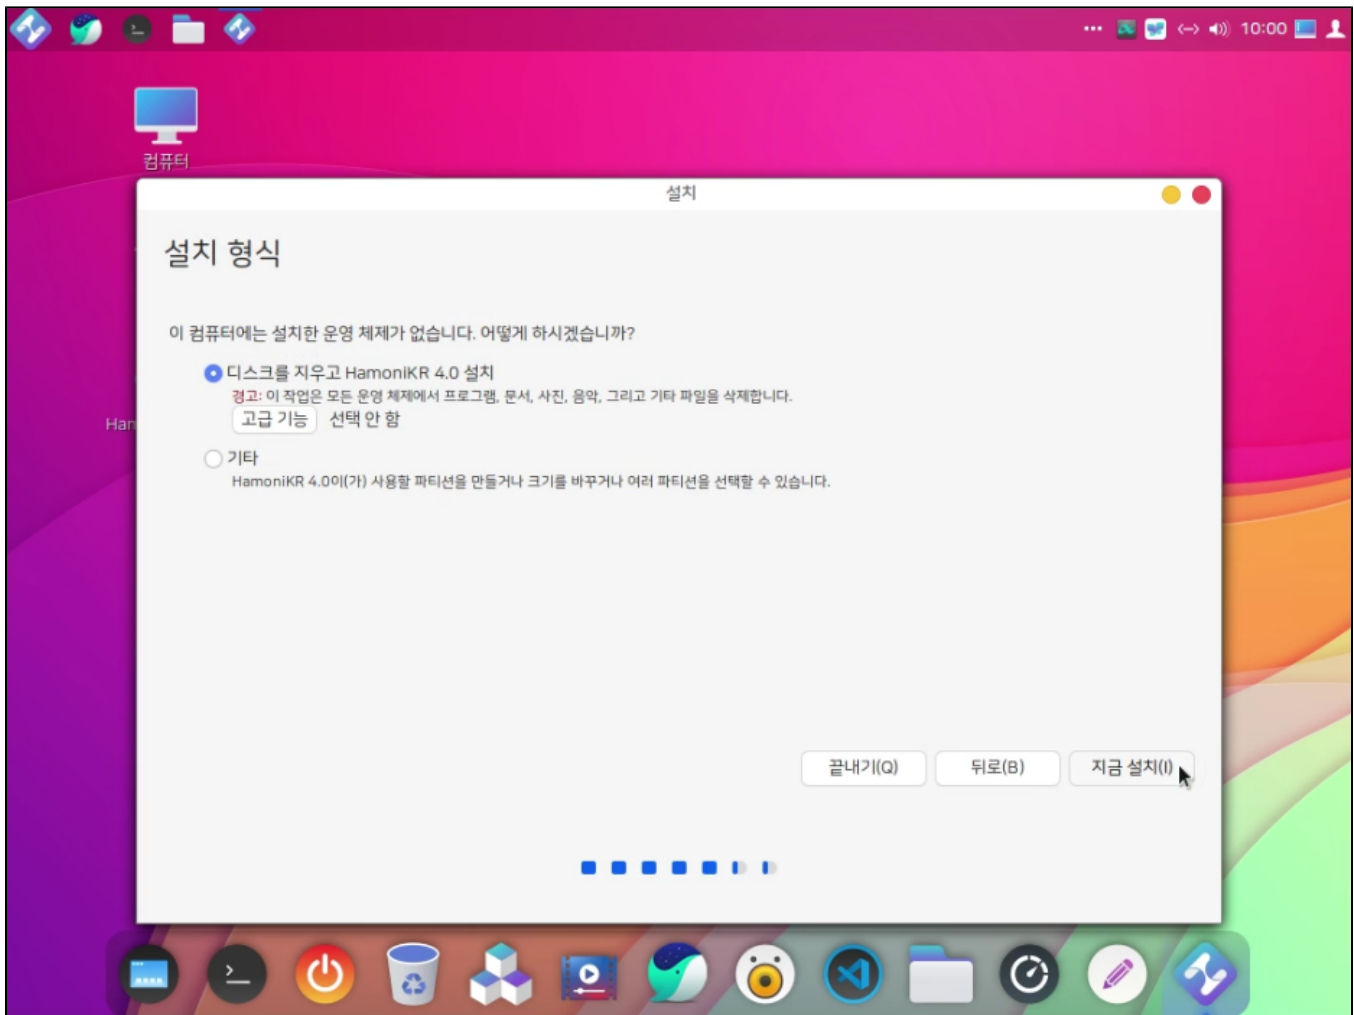 10:00
컴퓨터
설치
설치 형식
이 컴퓨터에는 설치한 운영 체제가 없습니다. 어떻게 하시겠습니까?
디스크를 지우고 HamoniKR 4.0 설치
경고: 이 작업은 모든 운영 체제에서 프로그램, 문서, 사진, 음악, 그리고 기타 파일을 삭제합니다.
고급 기능 선택 안 함
Han
기타
HamoniKR 4.0이(가) 사용할 파티션을 만들거나 크기를 바꾸거나 여러 파티션을 선택할 수 있습니다.
끝내기(Q) 뒤로(B) 지금 설치(I)